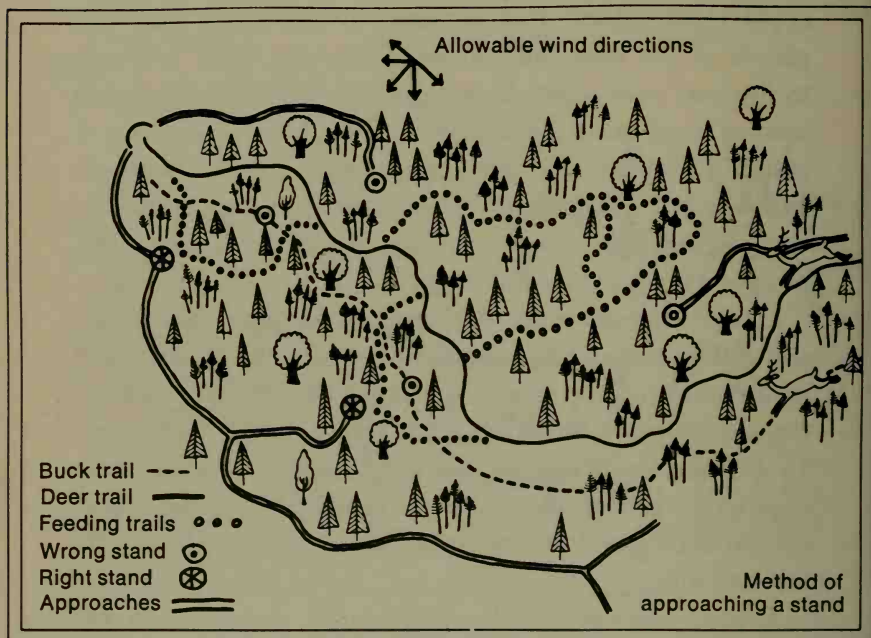 Allowable wind directions
Buck trail
Deer trail
Feeding trails
Wrong stand
Right stand
Approaches
Method of
approaching a stand